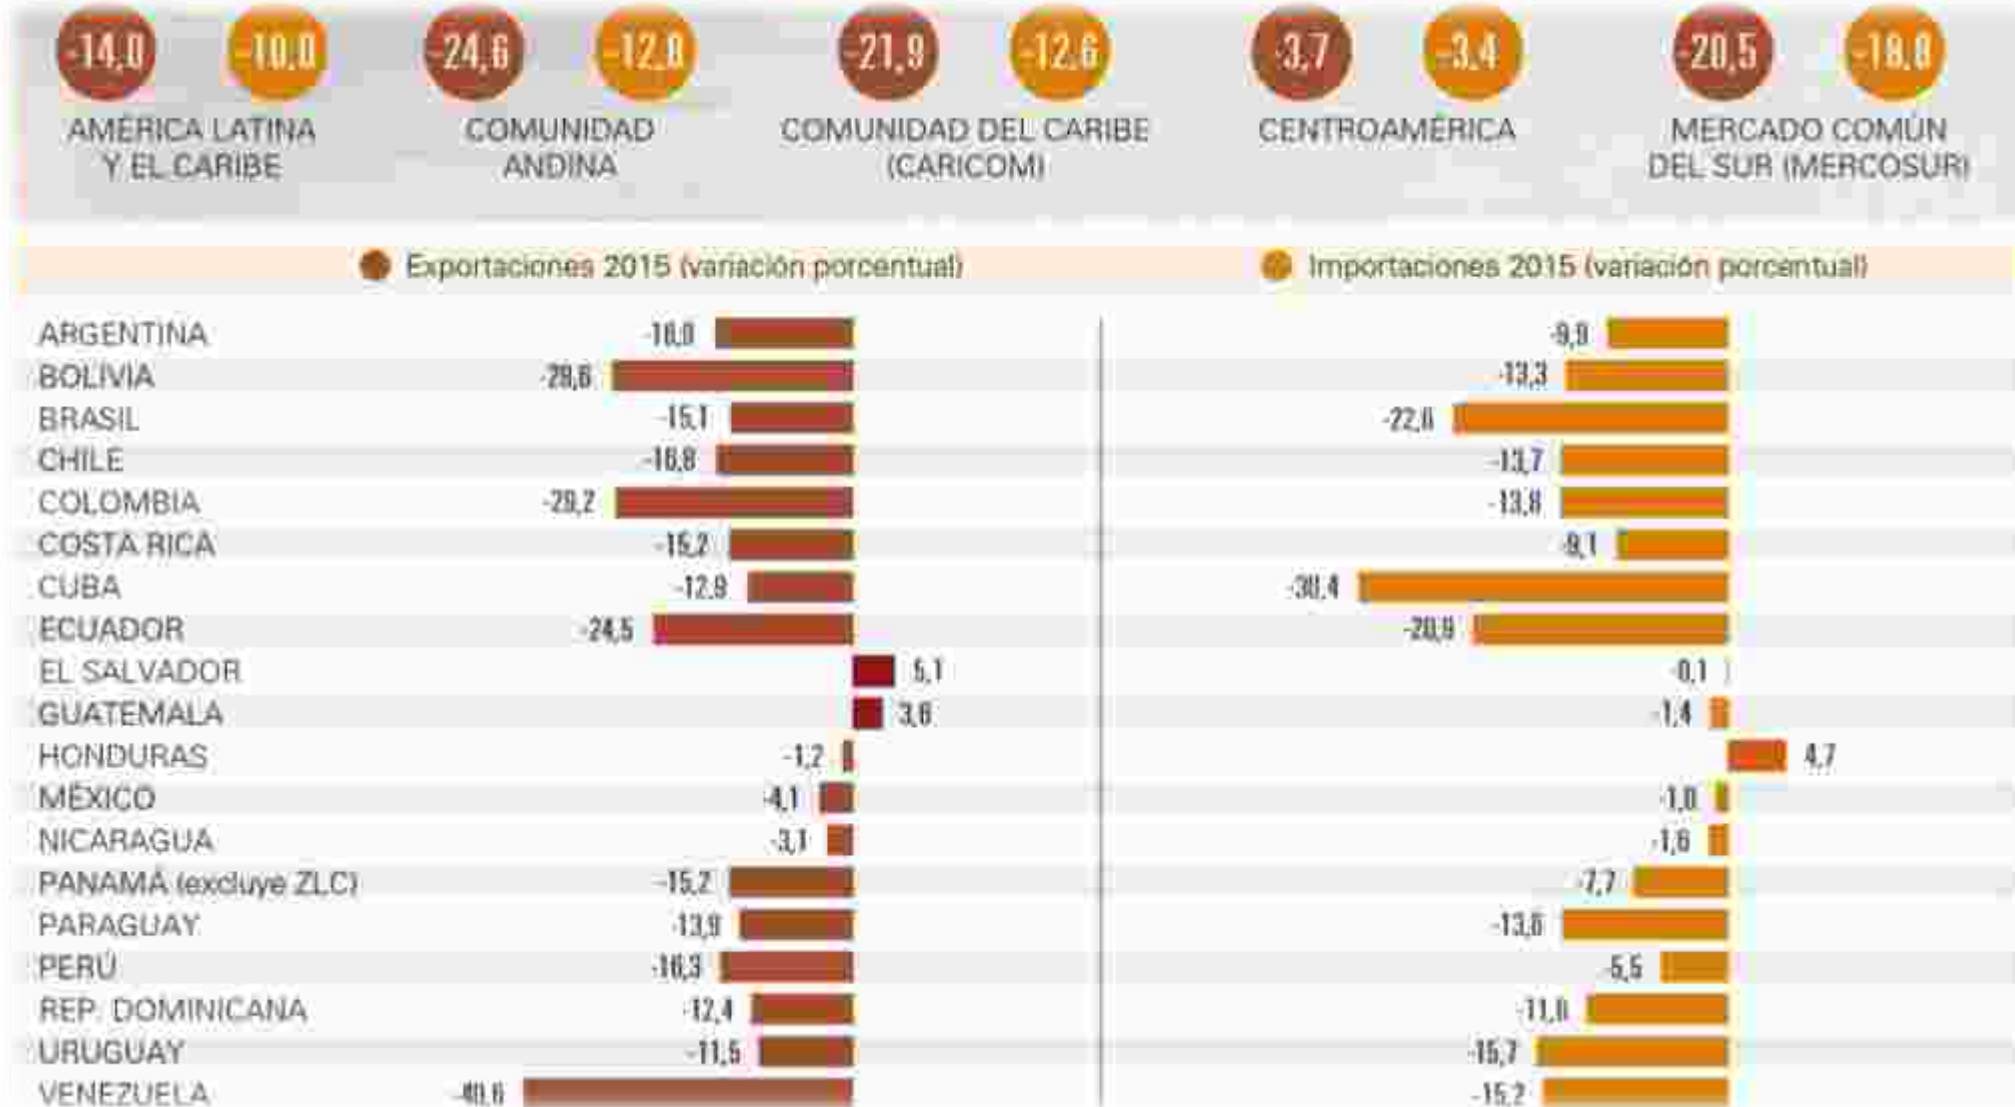 -14,0 -10,0 -24,6 -12,8 -21,9 -12,6 -3,7 -3,4 -20,5 -18,8
AMÉRICA LATINA
Y EL CARIBE
COMUNIDAD
ANDINA
COMUNIDAD DEL CARIBE
(CARICOM)
CENTROAMÉRICA
MERCADO COMÚN
DEL SUR (MERCOSUR)
Exportaciones 2015 (variación porcentual) Importaciones 2015 (variación porcentual)
ARGENTINA -9,9
BOLIVIA -29,6 -13,3
BRASIL -15,1 -22,6
CHILE -16,8 -13,7
COLOMBIA -29,2 -13,8
COSTA RICA -15,2 -9,1
CUBA -12,9 -30,4
ECUADOR -24,5 -20,9
EL SALVADOR 5,1 -0,1
GUATEMALA 3,6 -1,4
HONDURAS -1,2 4,7
MÉXICO -4,1 -1,0
NICARAGUA -3,1 -1,6
PANAMÁ (excluye ZLC) -15,2 -7,7
PARAGUAY -13,9 -13,6
PERÚ -16,3 -5,5
REP. DOMINICANA -12,4 -11,6
URUGUAY -11,5 -15,7
VENEZUELA -40,6 -15,2